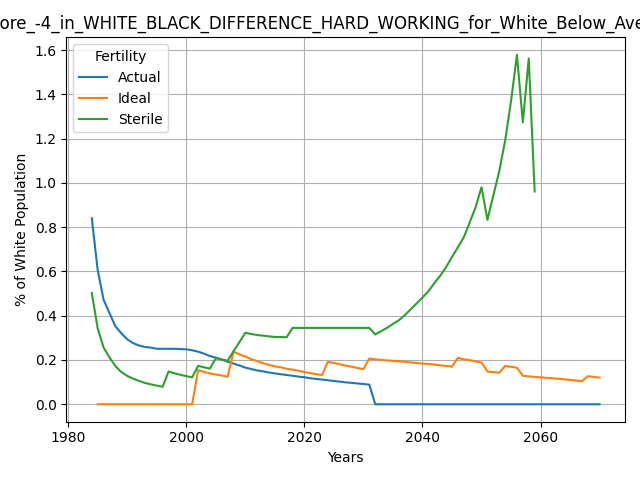 ore_-4_in_WHITE_BLACK_DIFFERENCE_HARD_WORKING_for_White_Below_Ave
Fertility
Actual
Ideal
Sterile
% of White Population
1.6
1.4
1.2
1.0
0.8
0.6
0.4
0.2
0.0
1980
2000
2020
2040
2060
Years